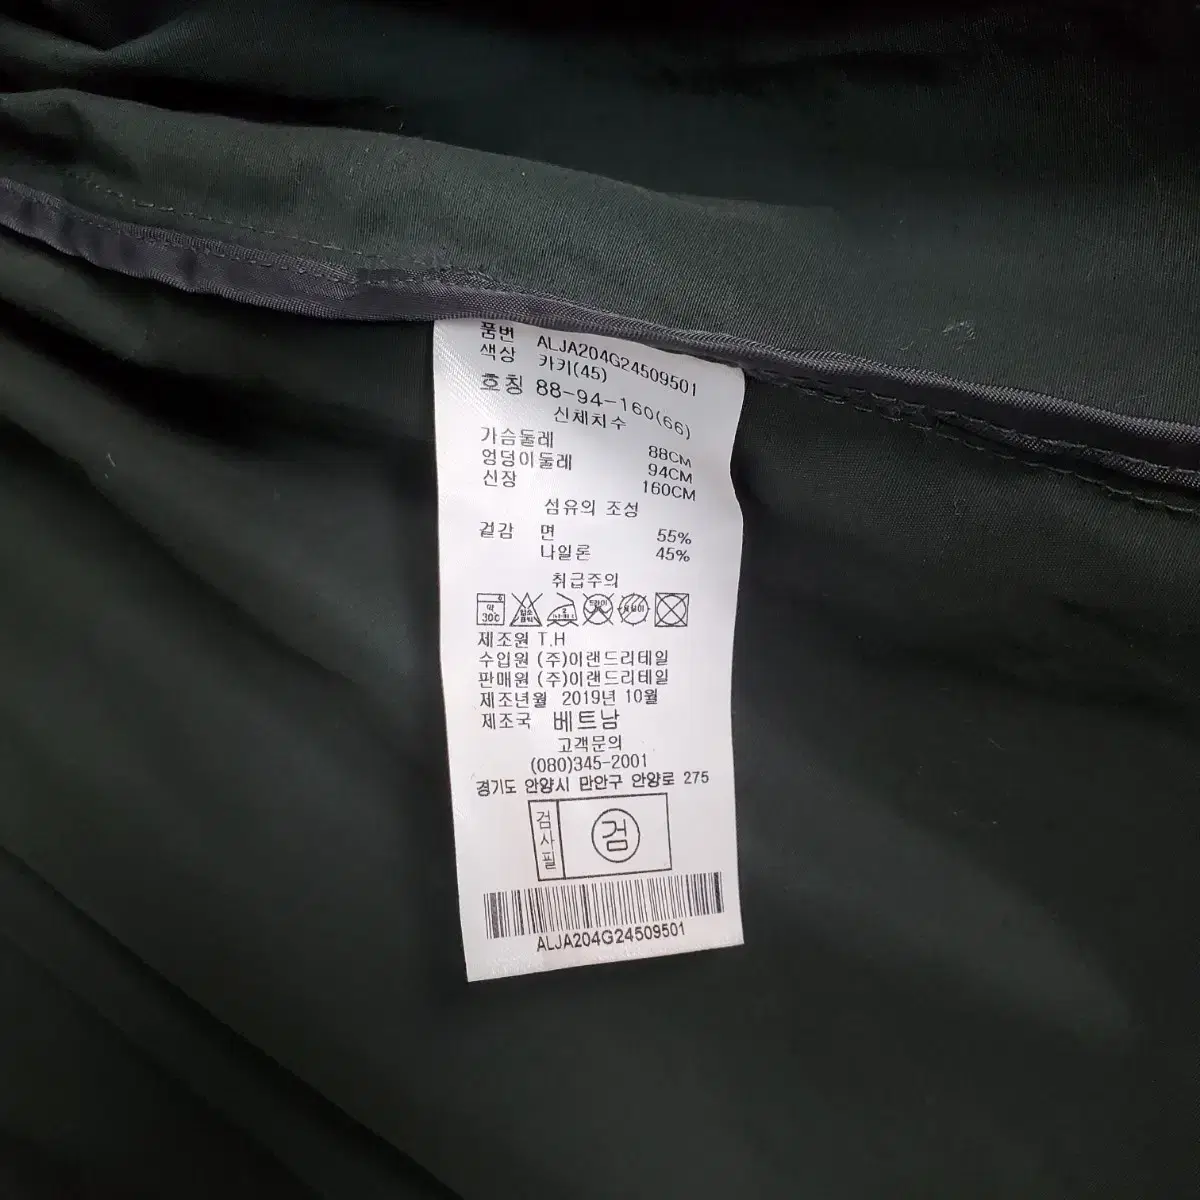 품번 ALJA204G24509501
색상 카키(45)
호칭 88-94-160(66)
신체치수
가슴둘레 88CM
엉덩이둘레 94CM
신장 160CM
섬유의 조성
겉감 면 55%
나일론 45%
취급주의
약 30℃
제조원 T.H
수입원 (주)이랜드리테일
판매원 (주)이랜드리테일
제조년월 2019년 10월
제조국 베트남
고객문의
(080)345-2001
경기도 안양시 만안구 안양로 275
검사필 검
ALJA204G24509501